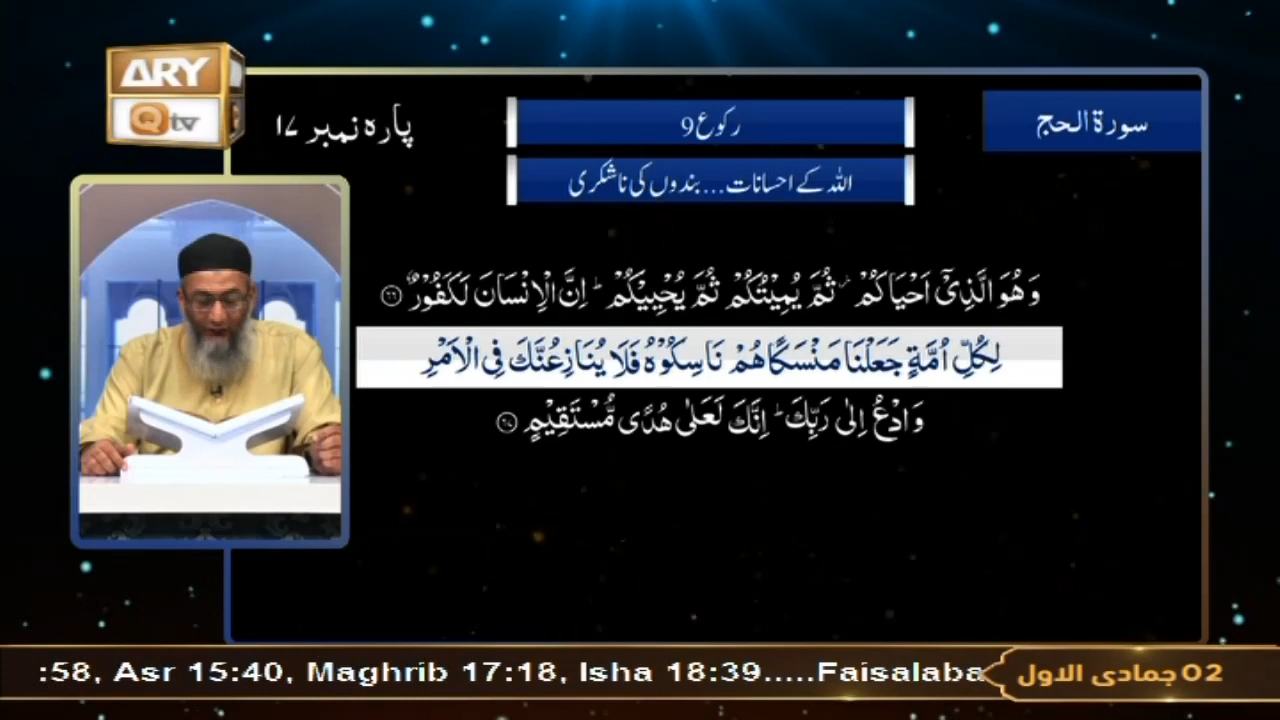 ARY
Qtv
پارہ نمبر ۱۷
رکوع 9
سورۃ الحج
اللہ کے احسانات...بندوں کی ناشکری
وَ هُوَ الَّذِیْۤ اَحْیَاكُمْ ؗ ثُمَّ یُمِیْتُكُمْ ثُمَّ یُحْیِیْكُمْ ؕ اِنَّ الْاِنْسَانَ لَكَفُوْرٌ ﴿۶۶﴾
لِكُلِّ اُمَّةٍ جَعَلْنَا مَنْسَكًا هُمْ نَاسِكُوْهُ فَلَا یُنَازِعُنَّكَ فِی الْاَمْرِ
وَ ادْعُ اِلٰی رَبِّكَ ؕ اِنَّكَ لَعَلٰی هُدًی مُّسْتَقِیْمٍ ﴿۶۷﴾
:58, Asr 15:40, Maghrib 17:18, Isha 18:39.....Faisalaba
02 جمادی الاول